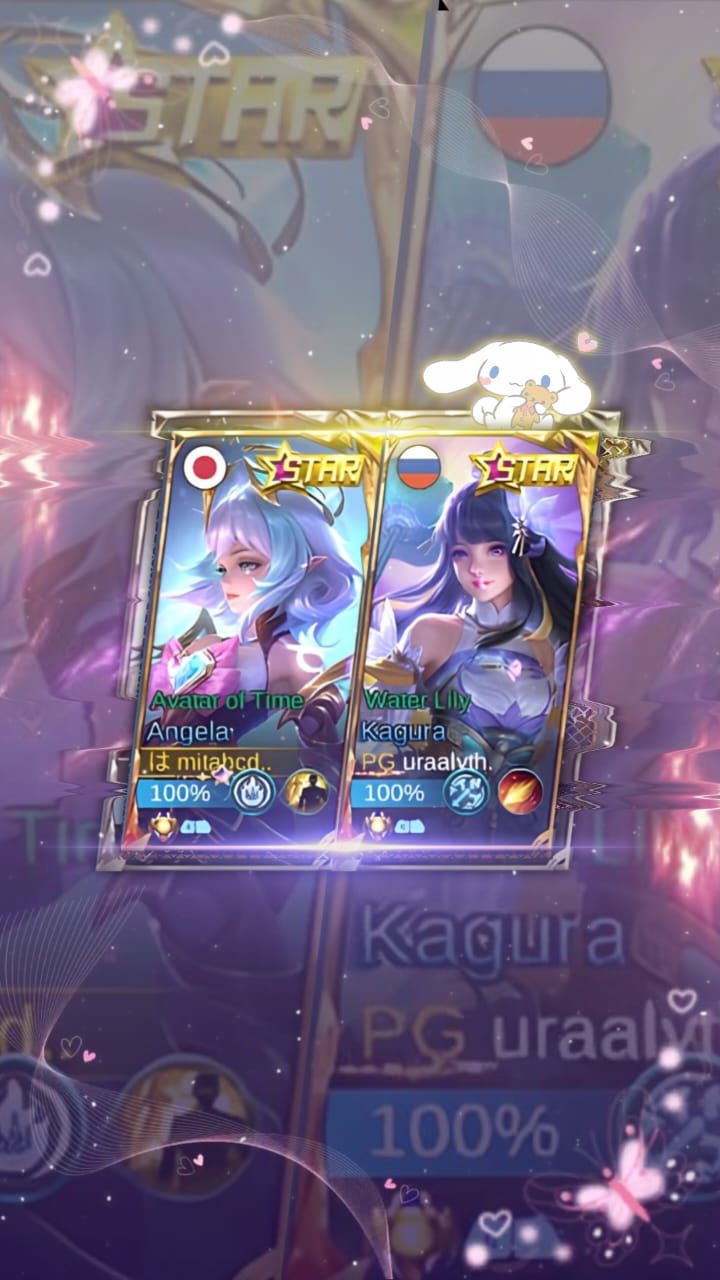 STAR
STAR
STAR
Avatar of Time
Angela
は mitabcd..
100%
Water Lily
Kagura
PG uraalyth.
100%
Kagura
PG uraalyt
100%